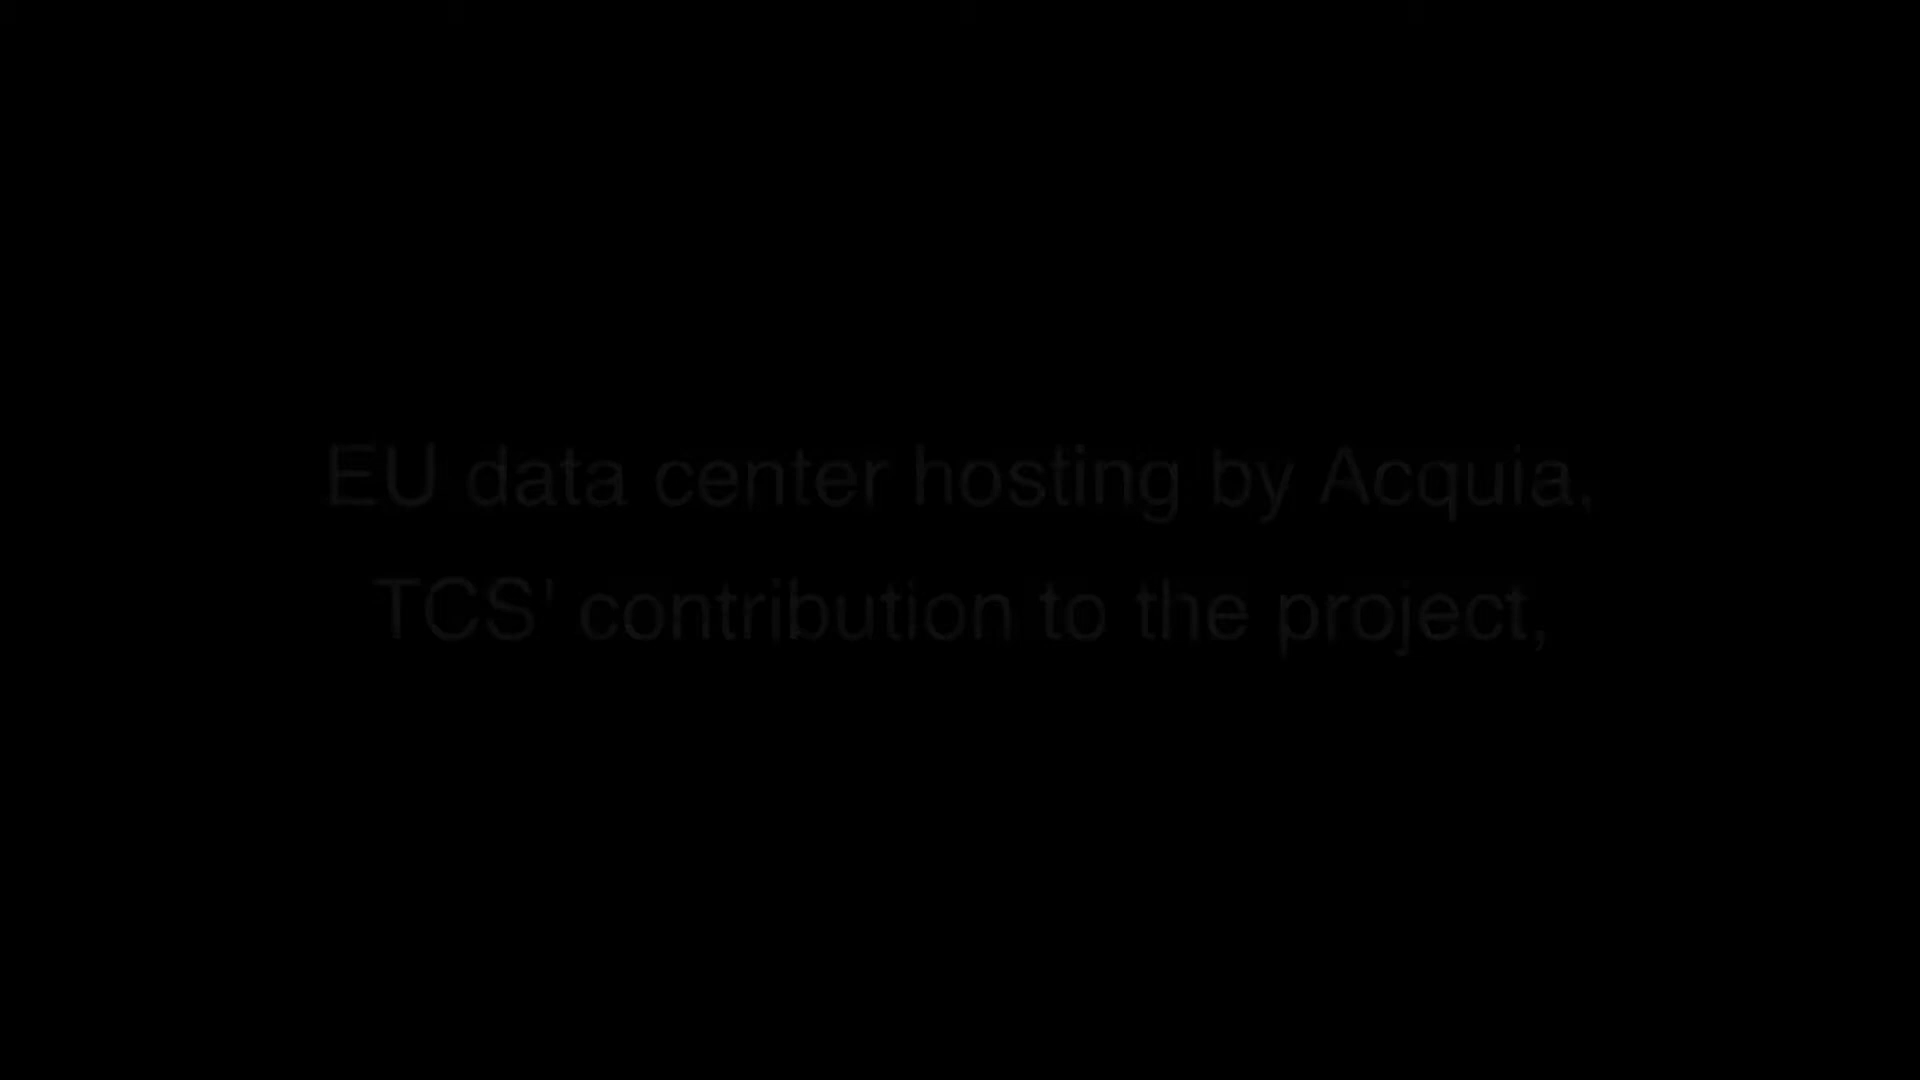 EU data center hosting by Acquia,
TCS' contribution to the project,